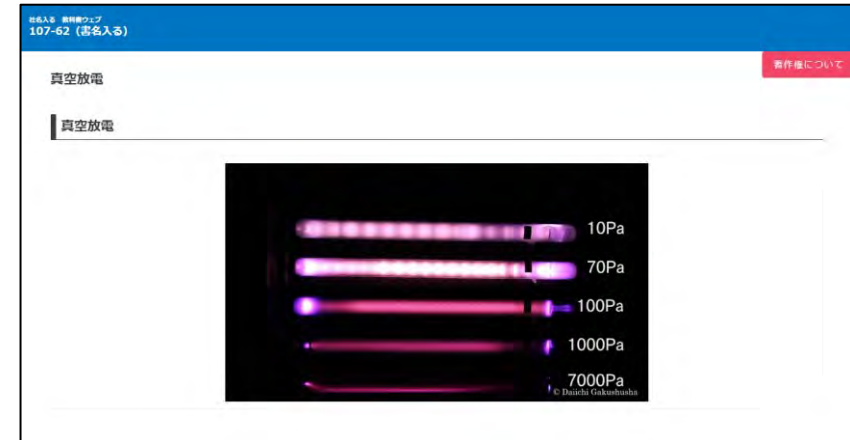 社名入る 教科書ウェブ
107-62 (書名入る)
著作権について
真空放電
真空放電
10Pa
70Pa
100Pa
1000Pa
7000Pa
© Daiichi Gakushusha